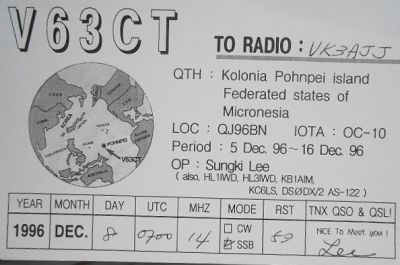 V63CT
TO RADIO : VK3AJJ
QTH : Kolonia Pohnpei island
Federated states of
Micronesia
LOC : QJ96BN IOTA : OC-10
Period : 5 Dec. 96~16 Dec. 96
OP : Sungki Lee
( also, HL1IWD, HL3IWD, KB1AIM,
KC6LS, DSØDX/2 AS-122 )
POHNPEI
V63CT
YEAR MONTH DAY UTC MHZ MODE RST TNX QSO & QSL!
1996 DEC. 8 0700 14 □ CW 59 NICE To Meet you !
☑ SSB Lee